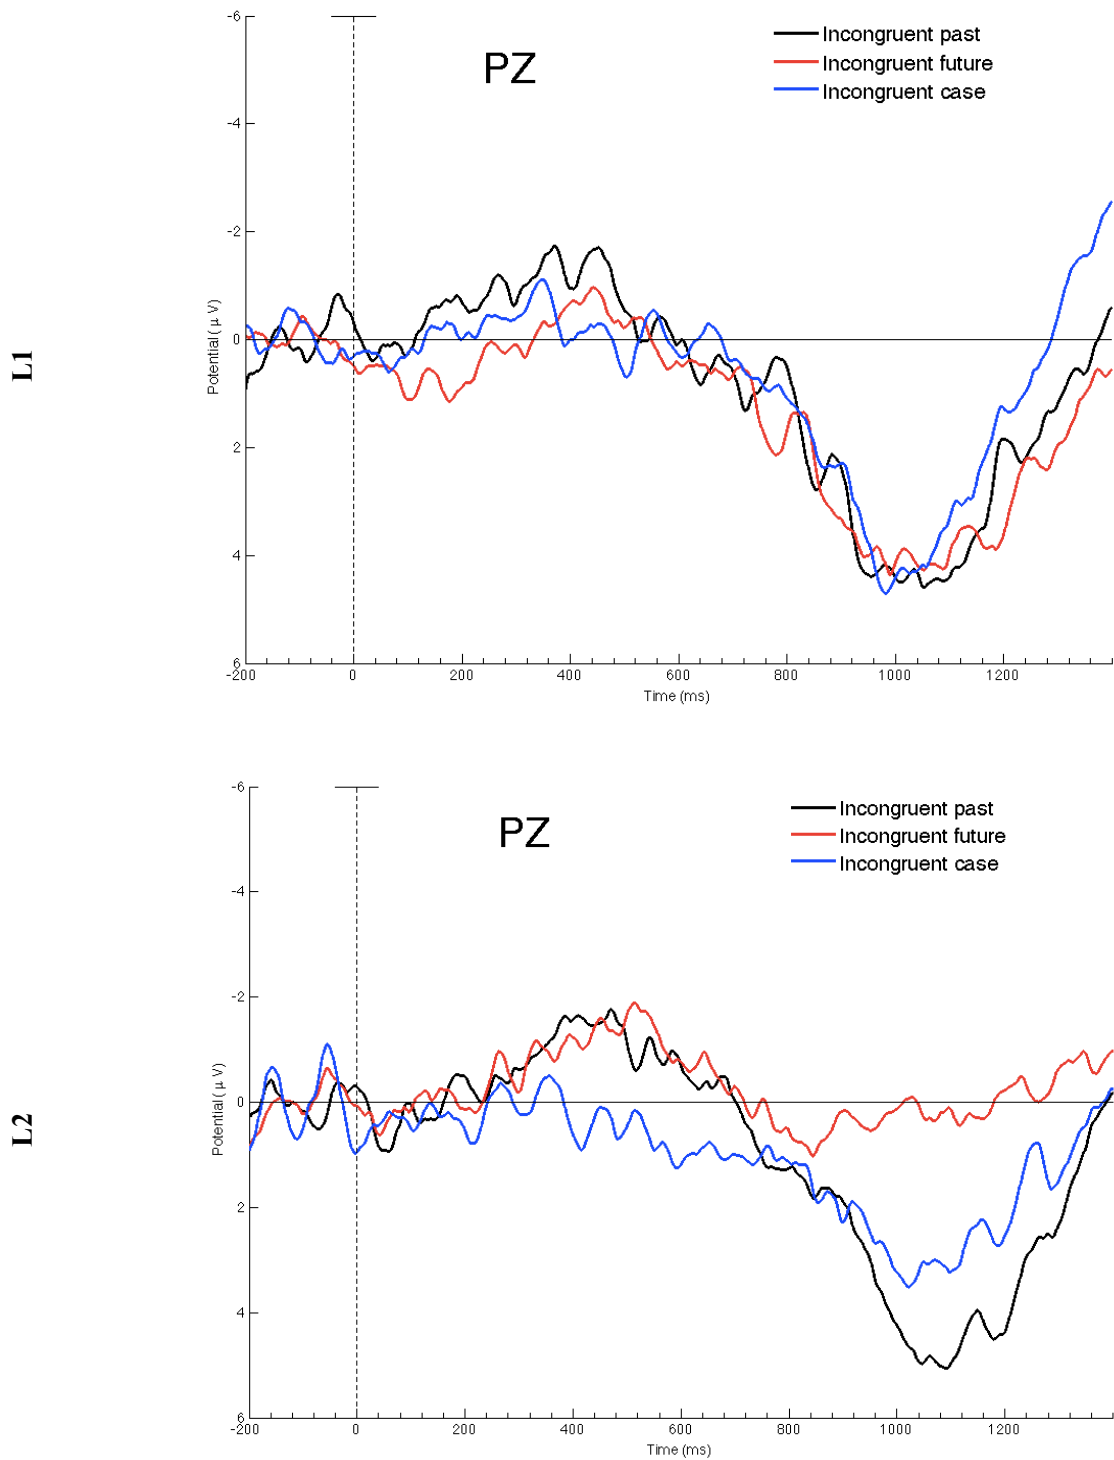 L1
PZ
Incongruent past
Incongruent future
Incongruent case
-6
-4
-2
0
2
4
6
Potential ( μ V)
-200 0 200 400 600 800 1000 1200
Time (ms)
L2
PZ
Incongruent past
Incongruent future
Incongruent case
-6
-4
-2
0
2
4
6
Potential ( μ V)
-200 0 200 400 600 800 1000 1200
Time (ms)